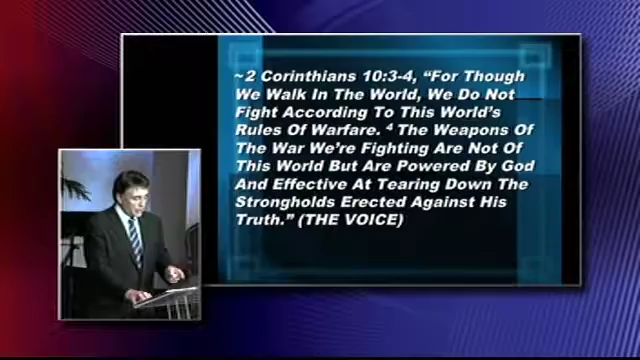 ~2 Corinthians 10:3-4, “For Though
We Walk In The World, We Do Not
Fight According To This World’s
Rules Of Warfare. ⁴ The Weapons Of
The War We’re Fighting Are Not Of
This World But Are Powered By God
And Effective At Tearing Down The
Strongholds Erected Against His
Truth.” (THE VOICE)